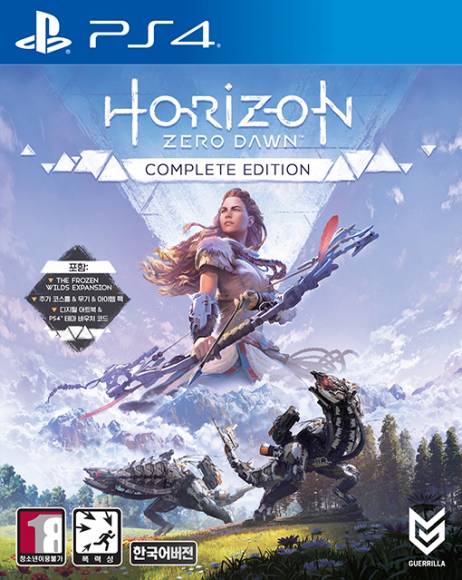 PS4
HORIZON
ZERO DAWN™
COMPLETE EDITION
포함:
THE FROZEN
WILDS EXPANSION
추가 코스튬 & 무기 & 아이템 팩
디지털 아트북 &
PS4™ 테마 바우처 코드
18
청소년이용불가
폭력성
한국어버전
GUERRILLA